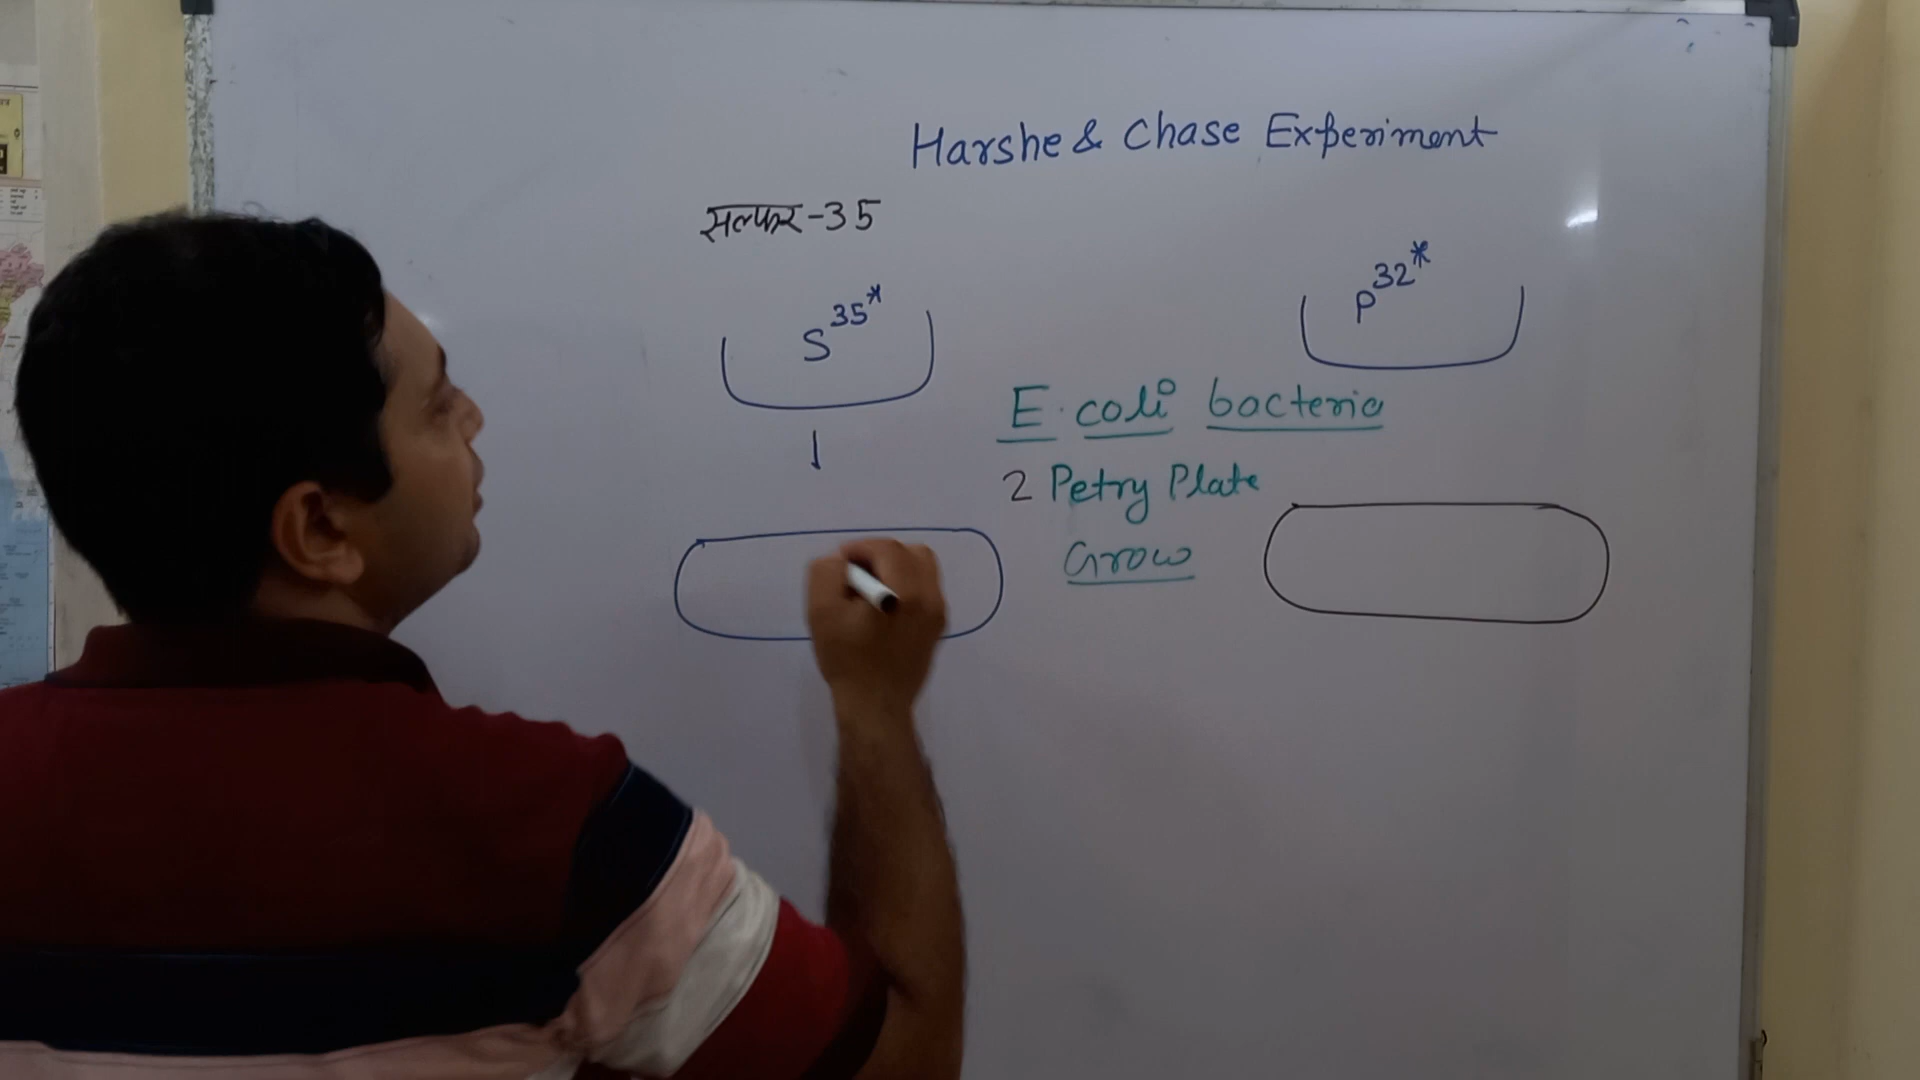 Harshe & Chase Experiment
सल्फर-35
S35*
P32*
E. coli bacteria
2 Petry Plate
Grow